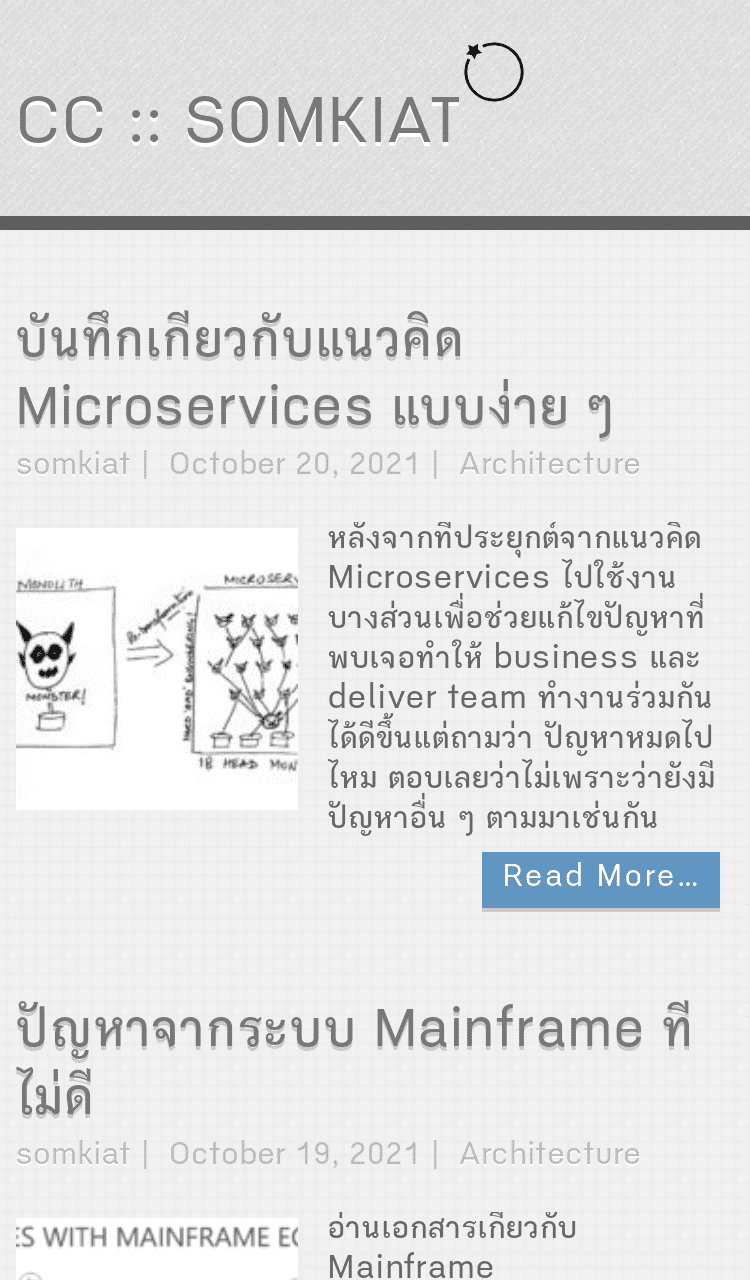 CC :: SOMKIAT
บันทึกเกี่ยวกับแนวคิด
Microservices แบบง่าย ๆ
somkiat | October 20, 2021 | Architecture
MONOLITH
MICROSERV
MONSTER!
18 HEAD MON
หลังจากที่ประยุกต์จากแนวคิด
Microservices ไปใช้งาน
บางส่วนเพื่อช่วยแก้ไขปัญหาที่
พบเจอทำให้ business และ
deliver team ทำงานร่วมกัน
ได้ดีขึ้นแต่ถามว่า ปัญหาหมดไป
ไหม ตอบเลยว่าไม่เพราะว่ายังมี
ปัญหาอื่น ๆ ตามมาเช่นกัน
Read More…
ปัญหาจากระบบ Mainframe ที่
ไม่ดี
somkiat | October 19, 2021 | Architecture
ES WITH MAINFRAME EC
อ่านเอกสารเกี่ยวกับ
Mainframe